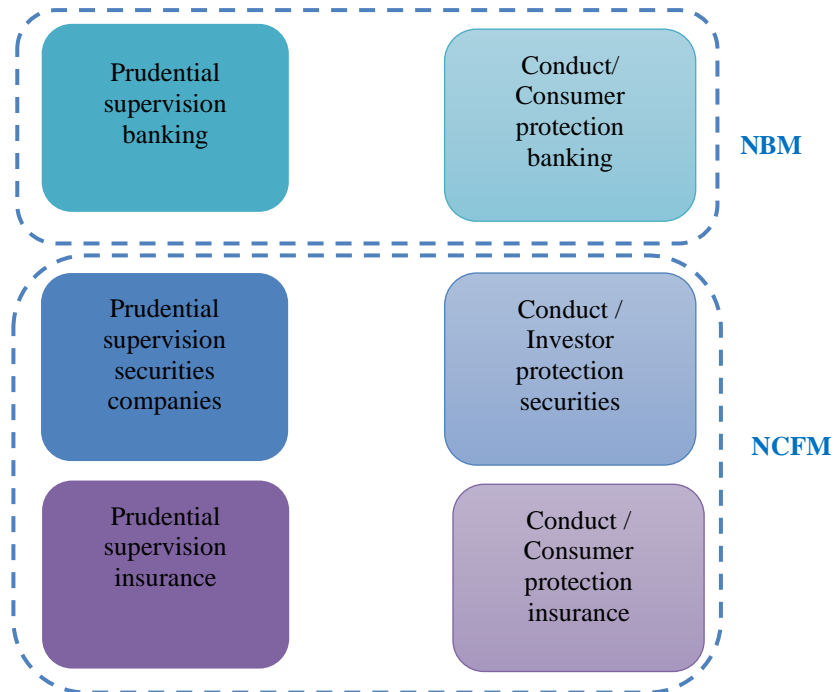 Prudential
supervision
banking
Conduct/
Consumer
protection
banking
NBM
Prudential
supervision
securities
companies
Conduct /
Investor
protection
securities
NCFM
Prudential
supervision
insurance
Conduct /
Consumer
protection
insurance